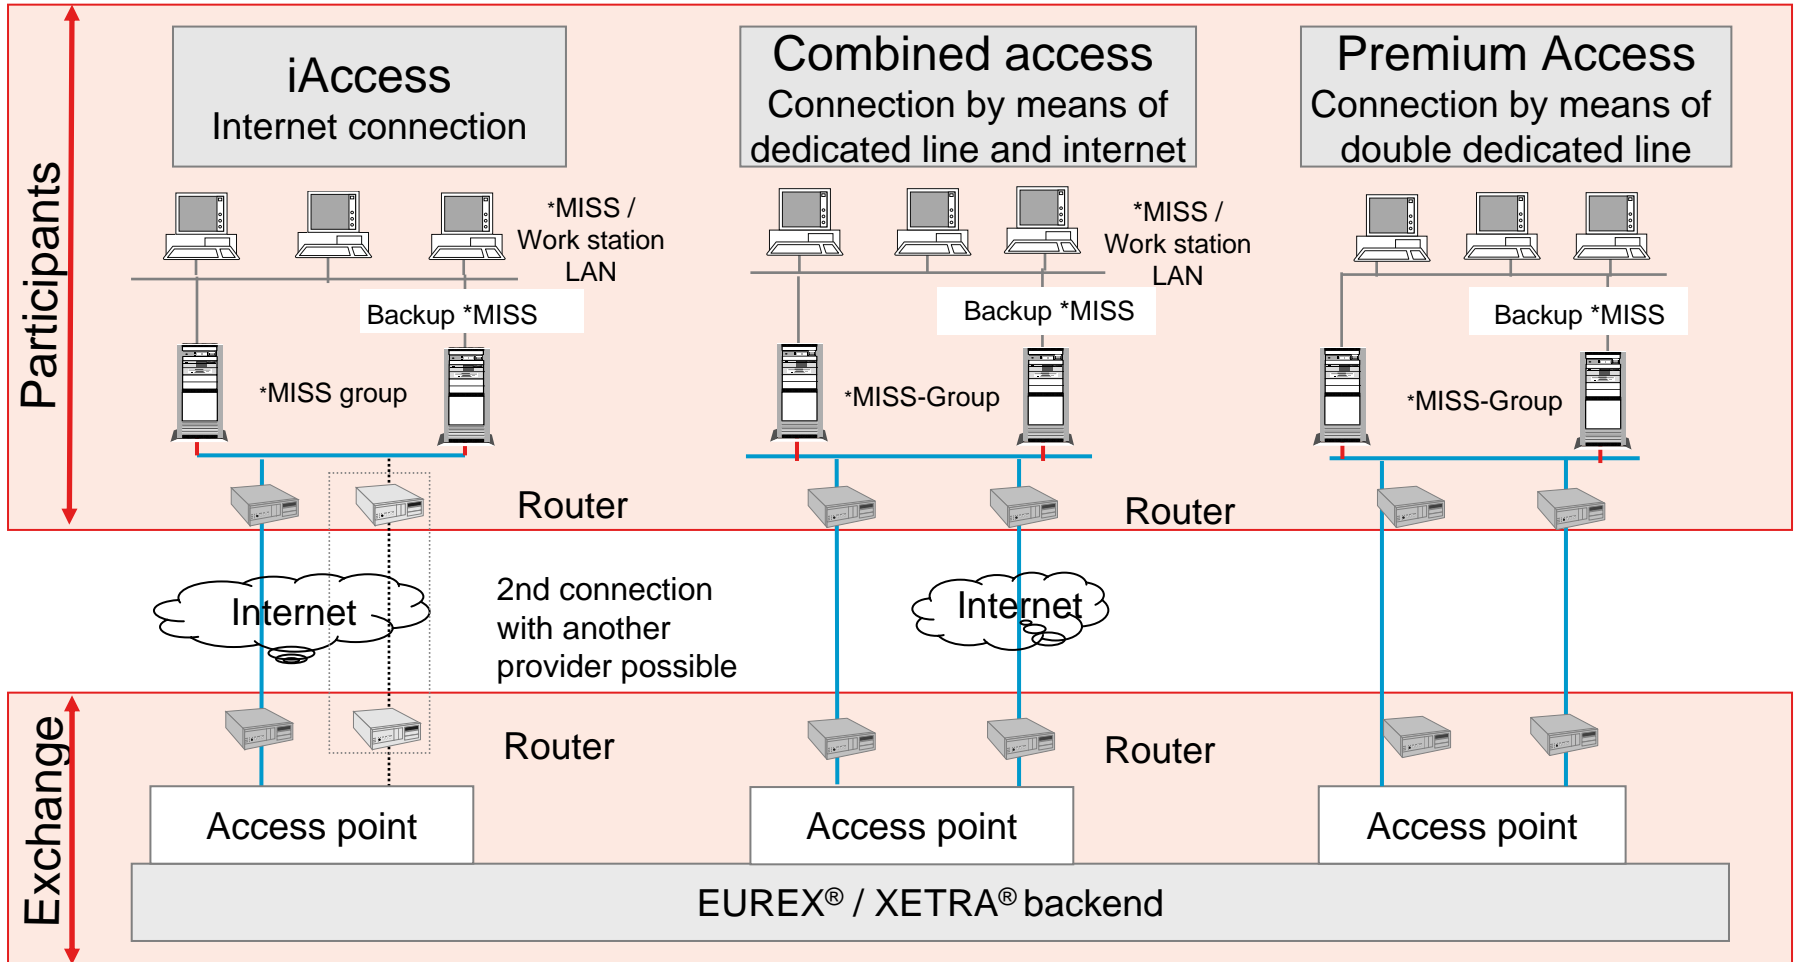 iAccess
Internet connection
Combined access
Connection by means of
dedicated line and internet
Premium Access
Connection by means of
double dedicated line
Participants
*MISS /
Work station
LAN
*MISS /
Work station
LAN
Backup *MISS
Backup *MISS
Backup *MISS
*MISS group
*MISS-Group
*MISS-Group
Router
Router
Internet
2nd connection
with another
provider possible
Internet
Exchange
Router
Router
Access point
Access point
Access point
EUREX® / XETRA® backend